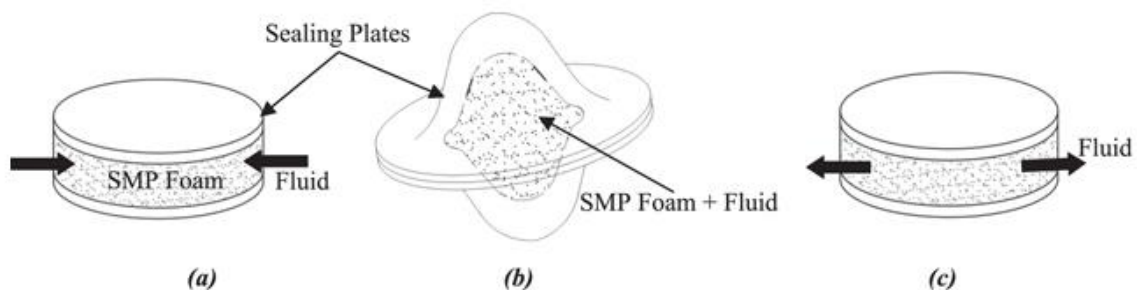 Sealing Plates
SMP Foam
Fluid
SMP Foam + Fluid
Fluid
(a)
(b)
(c)